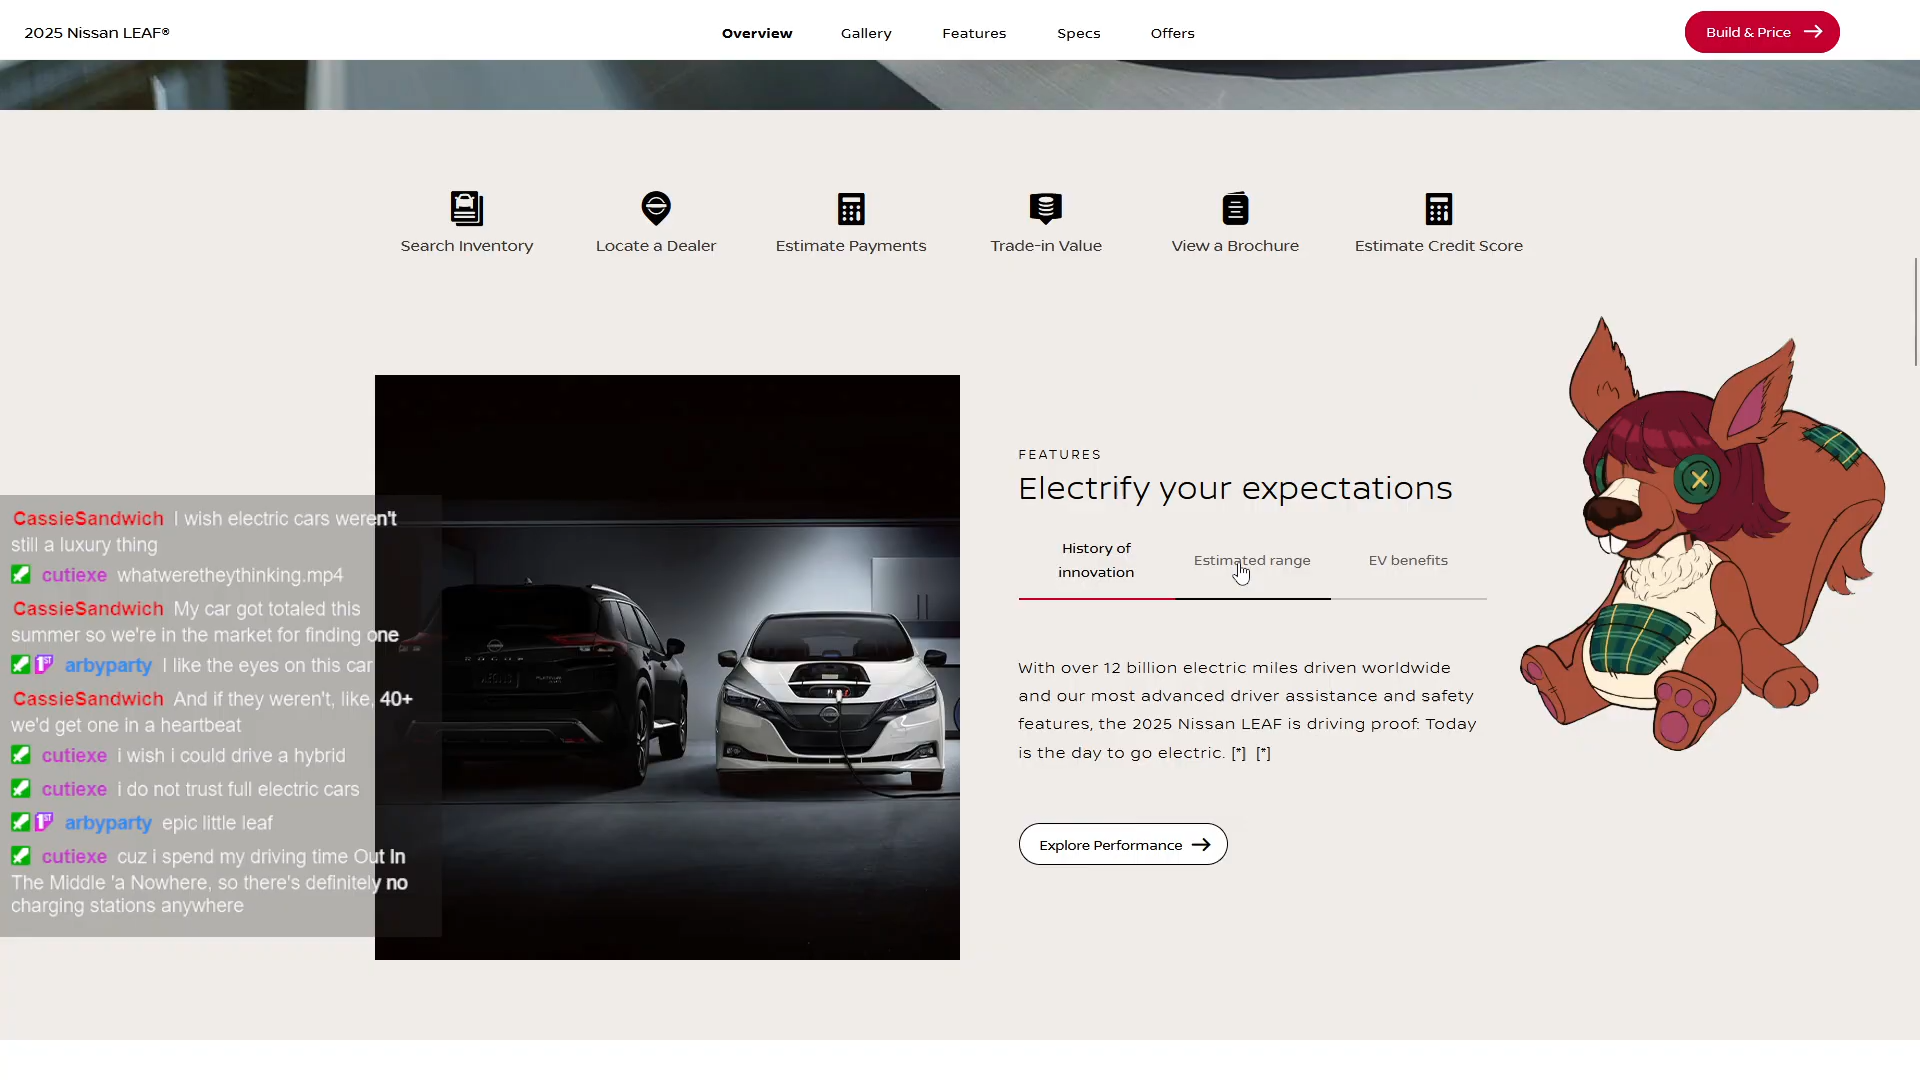 2025 Nissan LEAF®
Overview
Gallery
Features
Specs
Offers
Build & Price
Search Inventory
Locate a Dealer
Estimate Payments
Trade-in Value
View a Brochure
Estimate Credit Score
FEATURES
Electrify your expectations
History of
innovation
Estimated range
EV benefits
With over 12 billion electric miles driven worldwide
and our most advanced driver assistance and safety
features, the 2025 Nissan LEAF is driving proof: Today
is the day to go electric. [*] [*]
Explore Performance
ROGUE
CassieSandwich I wish electric cars weren't
still a luxury thing
cutiexe whatweretheythinking.mp4
CassieSandwich My car got totaled this
summer so we're in the market for finding one
1ST arbyparty I like the eyes on this car
CassieSandwich And if they weren't, like, 40+
we'd get one in a heartbeat
cutiexe i wish i could drive a hybrid
cutiexe i do not trust full electric cars
1ST arbyparty epic little leaf
cutiexe cuz i spend my driving time Out In
The Middle 'a Nowhere, so there's definitely no
charging stations anywhere